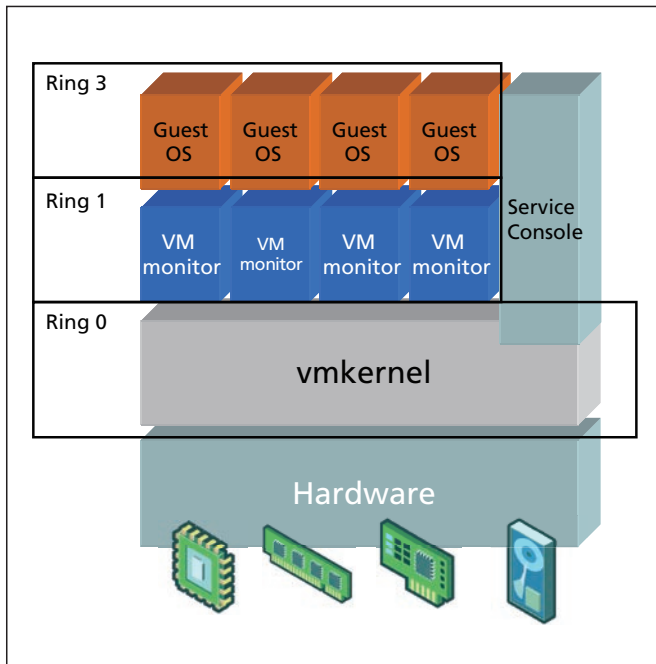 Ring 3
Guest
OS
Guest
OS
Guest
OS
Guest
OS
Ring 1
VM
monitor
VM
monitor
VM
monitor
VM
monitor
Service
Console
Ring 0
vmkernel
Hardware